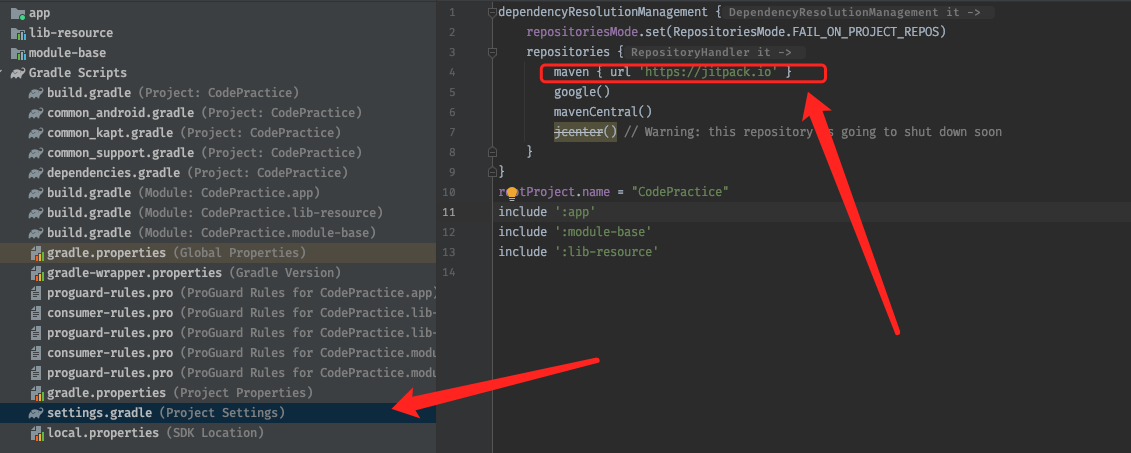 app
lib-resource
module-base
Gradle Scripts
build.gradle (Project: CodePractice)
common_android.gradle (Project: CodePractice)
common_kapt.gradle (Project: CodePractice)
common_support.gradle (Project: CodePractice)
dependencies.gradle (Project: CodePractice)
build.gradle (Module: CodePractice.app)
build.gradle (Module: CodePractice.lib-resource)
build.gradle (Module: CodePractice.module-base)
gradle.properties (Global Properties)
gradle-wrapper.properties (Gradle Version)
proguard-rules.pro (ProGuard Rules for CodePractice.app)
consumer-rules.pro (ProGuard Rules for CodePractice.lib-
proguard-rules.pro (ProGuard Rules for CodePractice.lib-
consumer-rules.pro (ProGuard Rules for CodePractice.modu
proguard-rules.pro (ProGuard Rules for CodePractice.modu
gradle.properties (Project Properties)
settings.gradle (Project Settings)
local.properties (SDK Location)
1 dependencyResolutionManagement { DependencyResolutionManagement it ->
2 repositoriesMode.set(RepositoriesMode.FAIL_ON_PROJECT_REPOS)
3 repositories { RepositoryHandler it ->
4 maven { url 'https://jitpack.io' }
5 google()
6 mavenCentral()
7 jcenter() // Warning: this repository is going to shut down soon
8 }
9 }
10 rootProject.name = "CodePractice"
11 include ':app'
12 include ':module-base'
13 include ':lib-resource'
14